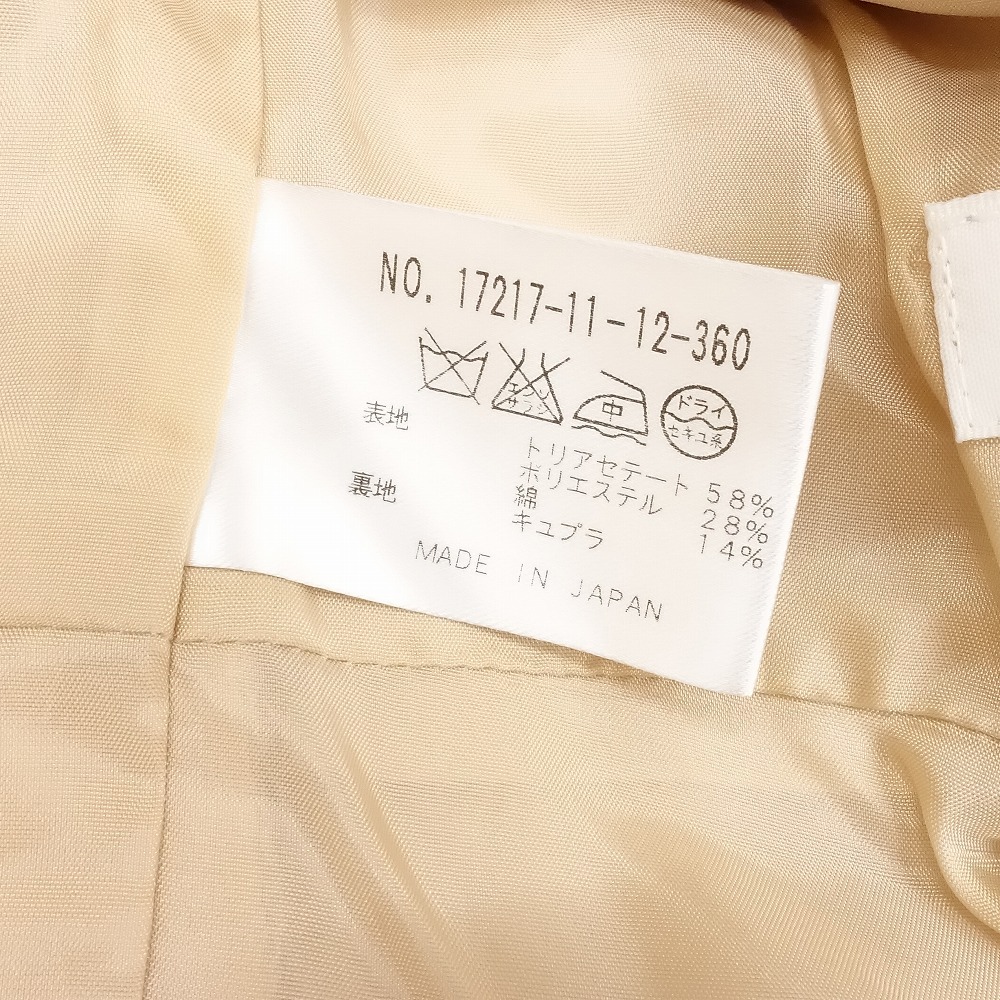 NO. 17217-11-12-360
エンソ サラシ 中 ドライ セキユ系
表地 トリアセテート 58%
ポリエステル 28%
綿 14%
裏地 キュプラ
MADE IN JAPAN